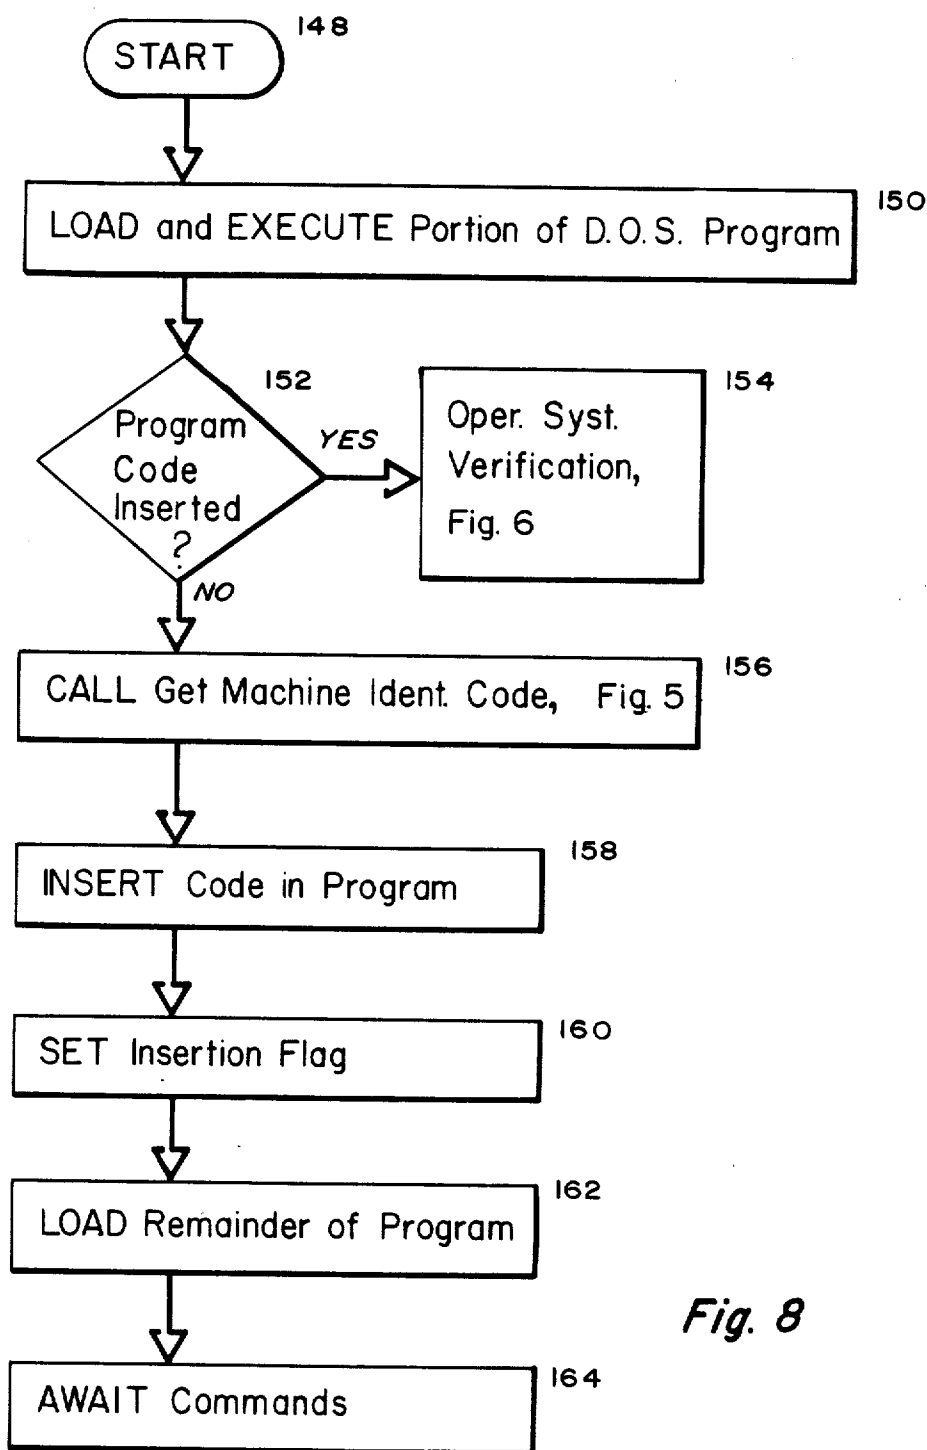 148
START
150
LOAD and EXECUTE Portion of D.O.S. Program
152
Program
Code
Inserted
?
YES
154
Oper. Syst.
Verification,
Fig. 6
NO
156
CALL Get Machine Ident. Code, Fig. 5
158
INSERT Code in Program
160
SET Insertion Flag
162
LOAD Remainder of Program
Fig. 8
164
AWAIT Commands